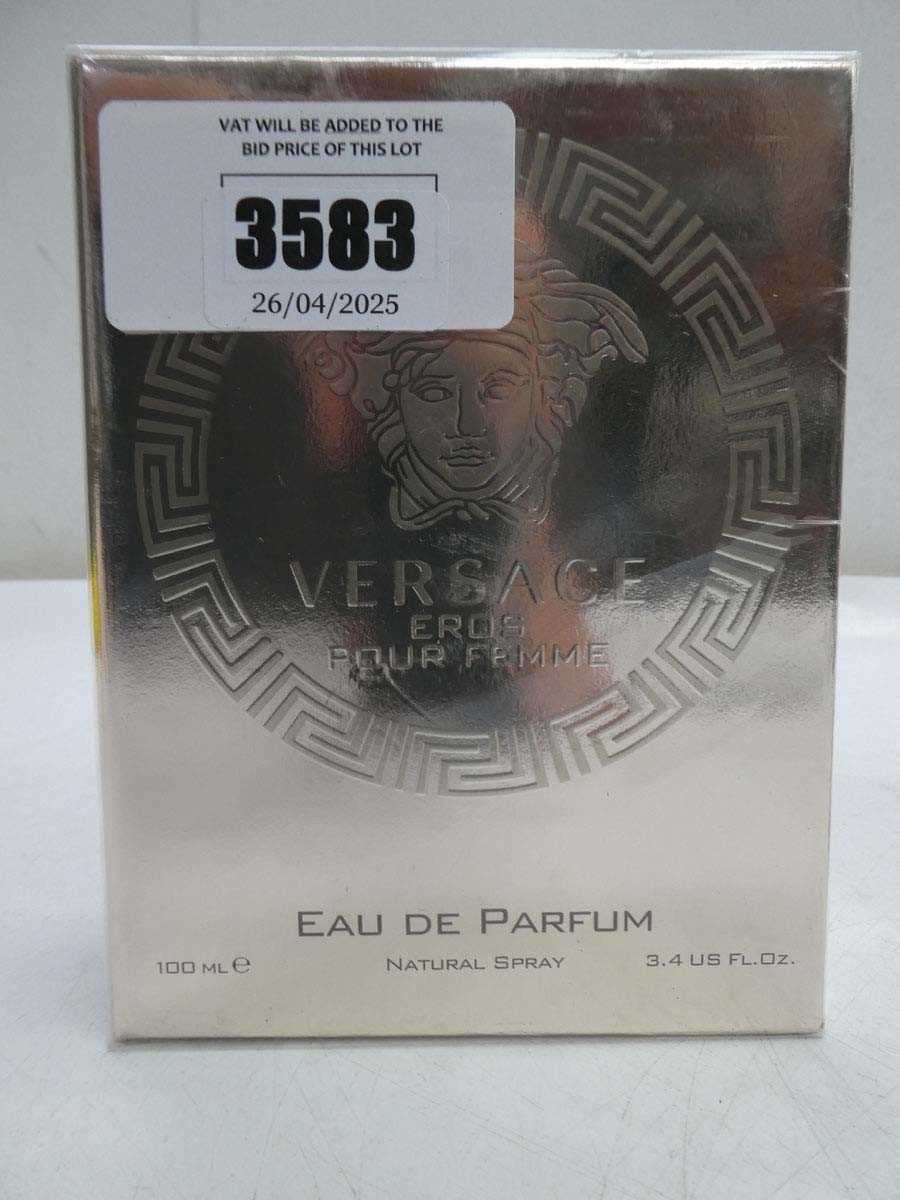 VAT WILL BE ADDED TO THE
BID PRICE OF THIS LOT
3583
26/04/2025
VERSACE
EROS
POUR FEMME
EAU DE PARFUM
100 ML e
NATURAL SPRAY
3.4 US FL.OZ.